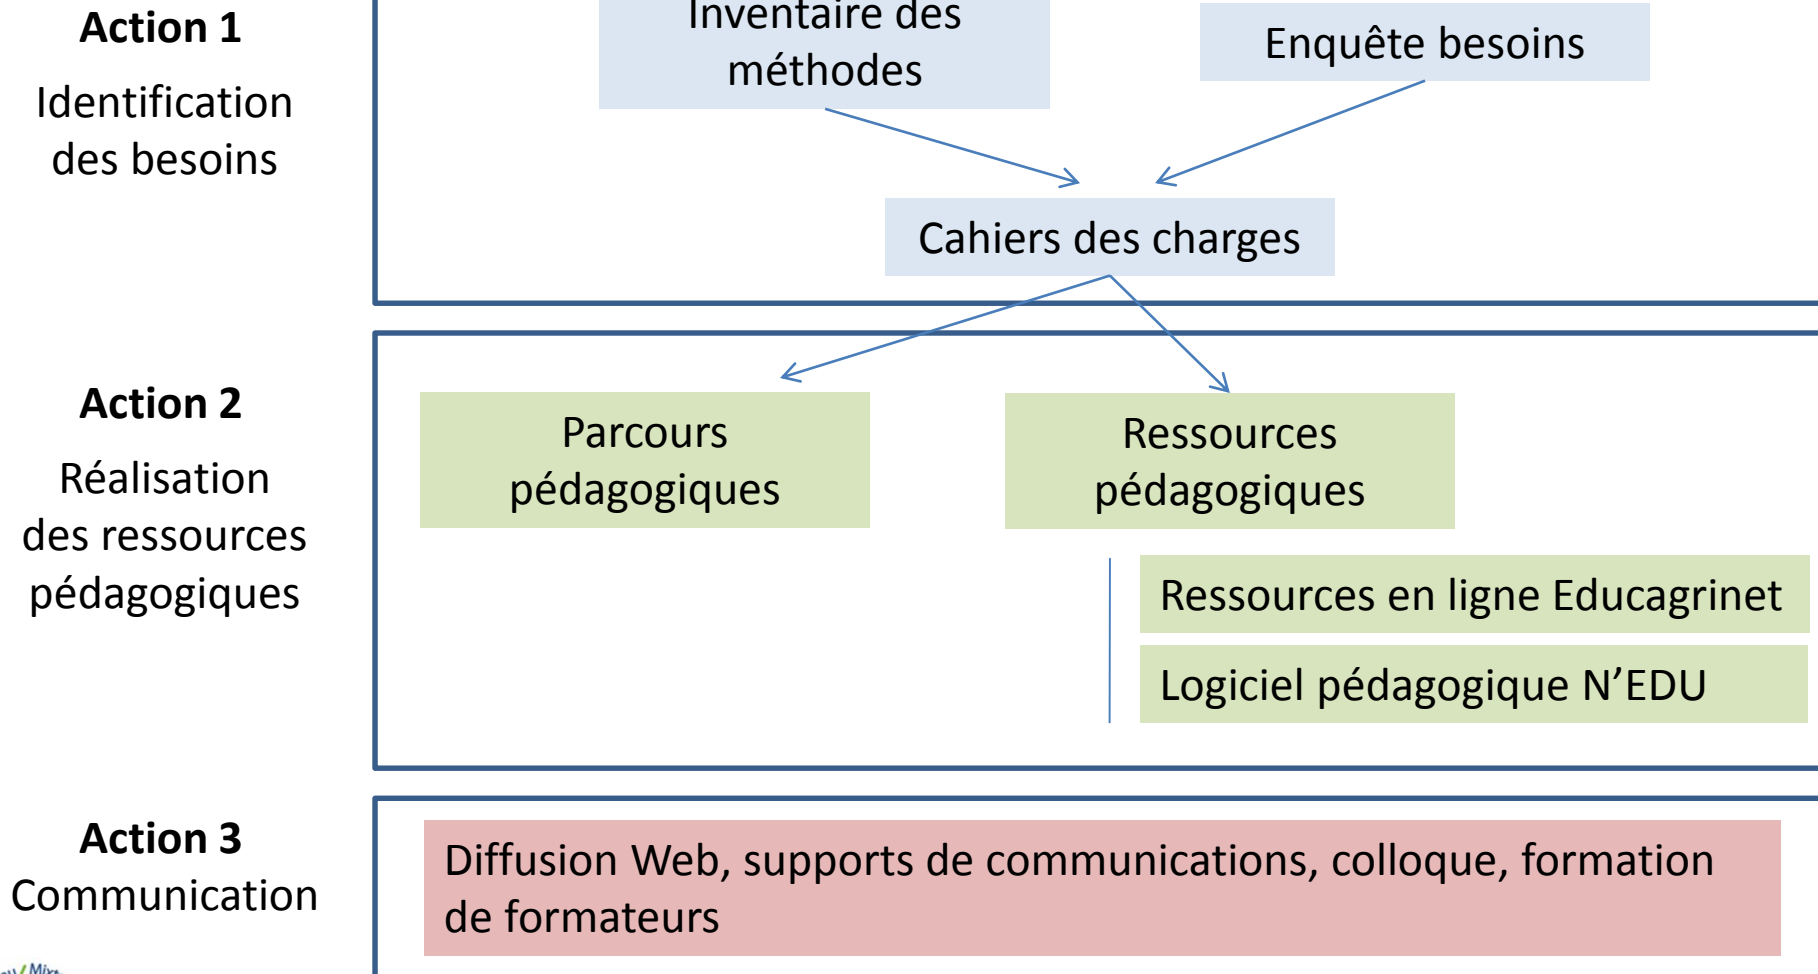 Action 1
Identification
des besoins
Inventaire des
méthodes
Enquête besoins
Cahiers des charges
Action 2
Réalisation
des ressources
pédagogiques
Parcours
pédagogiques
Ressources
pédagogiques
Ressources en ligne Educagrinet
Logiciel pédagogique N’EDU
Action 3
Communication
Diffusion Web, supports de communications, colloque, formation
de formateurs